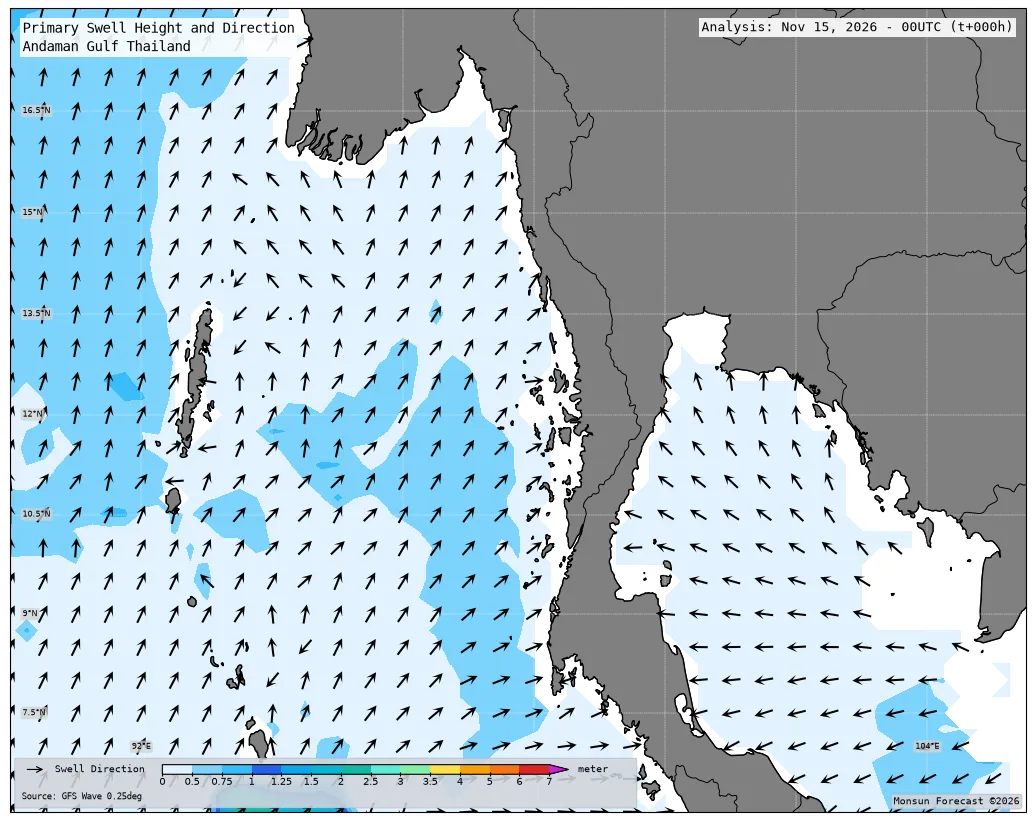 Primary Swell Height and Direction
Andaman Gulf Thailand
Analysis: Nov 15, 2026 - 00UTC (t+000h)
16.5°N
15°N
13.5°N
12°N
10.5°N
9°N
7.5°N
92°E
104°E
Swell Direction
0 0.5 0.75 1 1.25 1.5 2 2.5 3 3.5 4 5 6 7
meter
Source: GFS Wave 0.25deg
Monsun Forecast ©2026